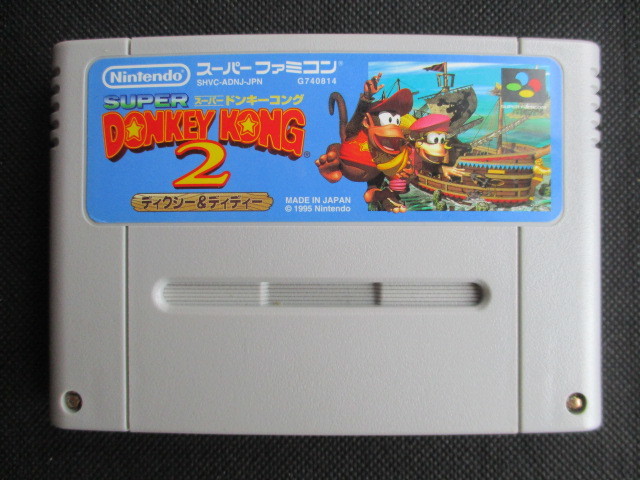 Nintendo スーパーファミコン®
SHVC-ADNJ-JPN G740814
SUPER スーパードンキーコング
DONKEY KONG
2
ディクシー&ディディー
MADE IN JAPAN
© 1995 Nintendo